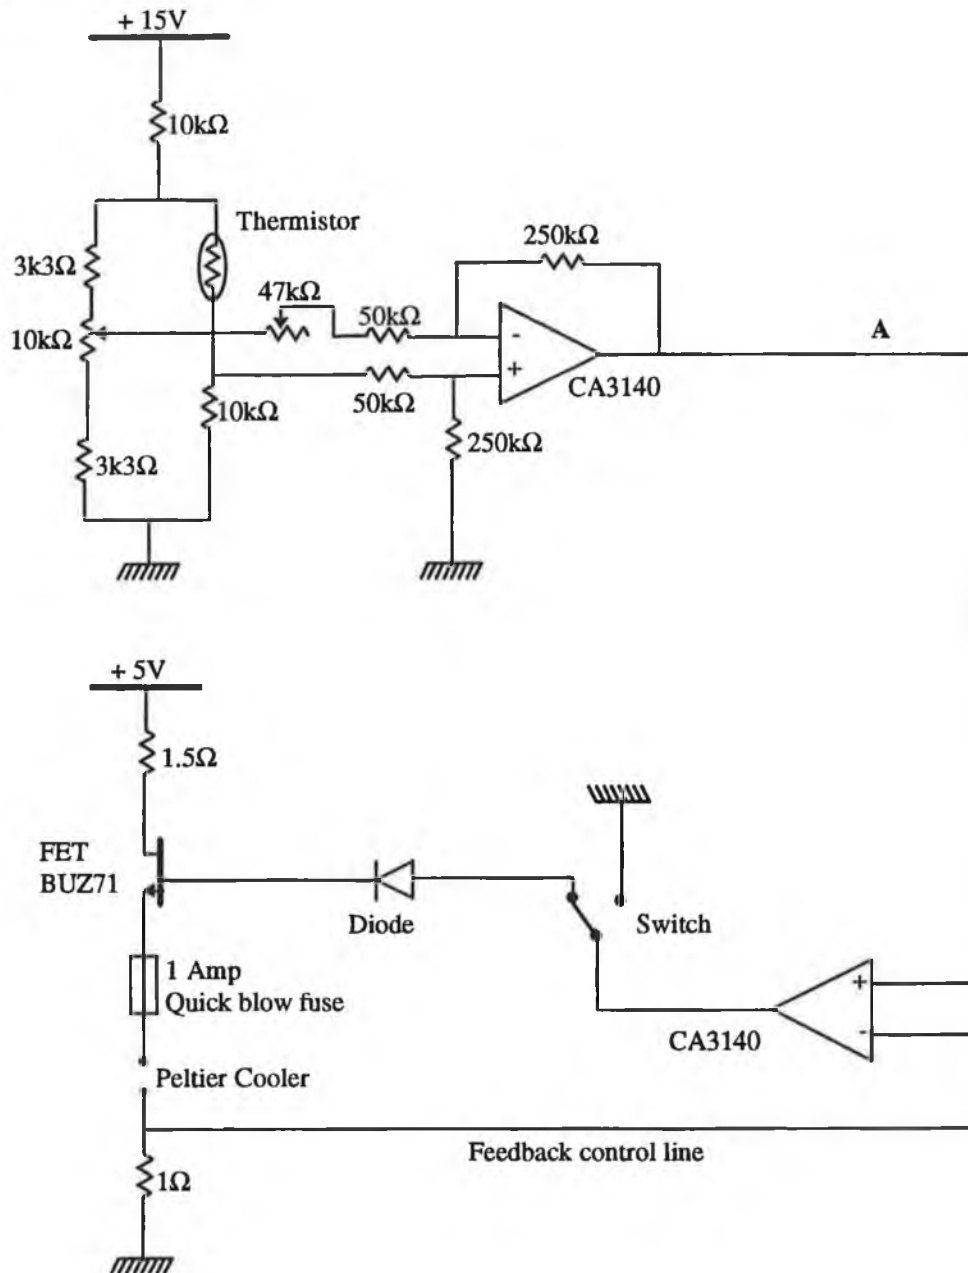 + 15V
10kΩ
Thermistor
250kΩ
3k3Ω
47kΩ
50kΩ
A
10kΩ
-
+
CA3140
10kΩ
50kΩ
3k3Ω
250kΩ
+ 5V
1.5Ω
FET
BUZ71
Diode
Switch
1 Amp
Quick blow fuse
+
-
CA3140
Peltier Cooler
Feedback control line
1Ω